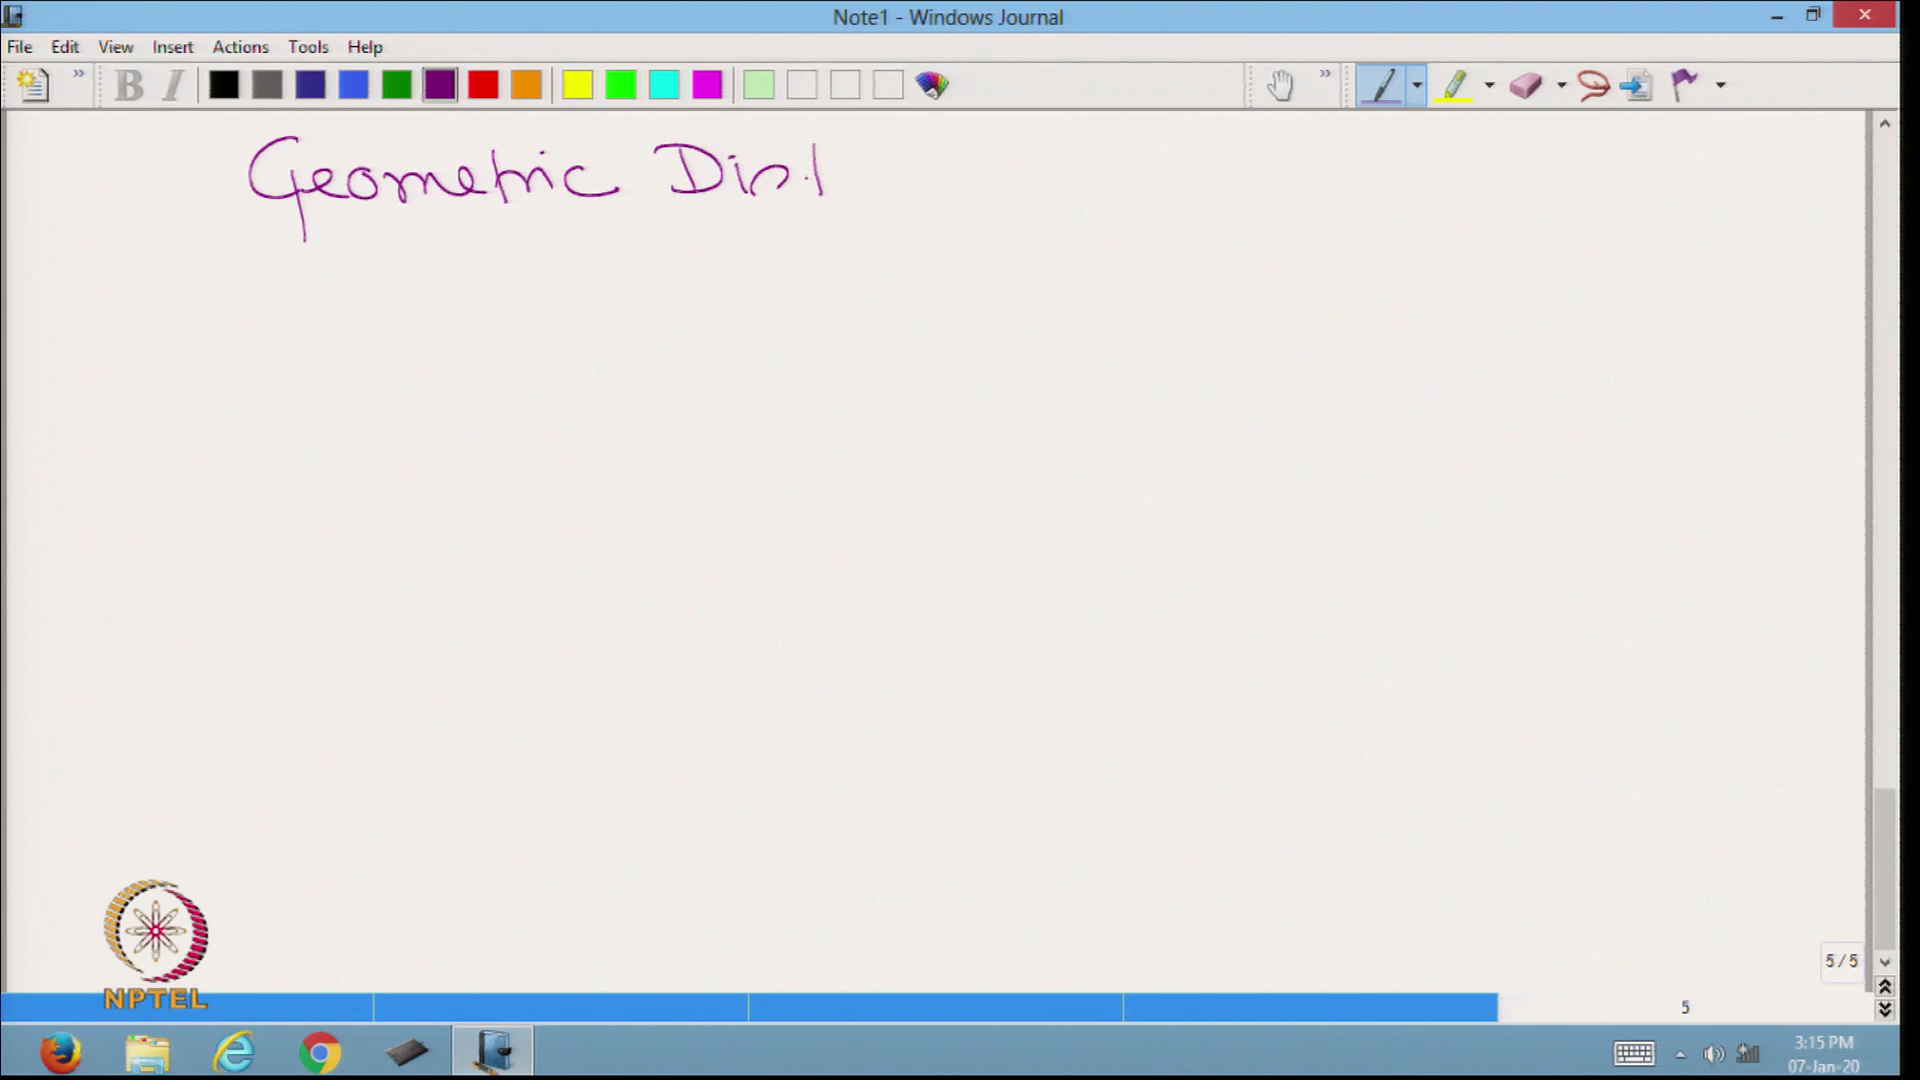 Note1 - Windows Journal
File Edit View Insert Actions Tools Help
B I
Geometric Dist
NPTEL
5 / 5
5
3:15 PM
07-Jan-20